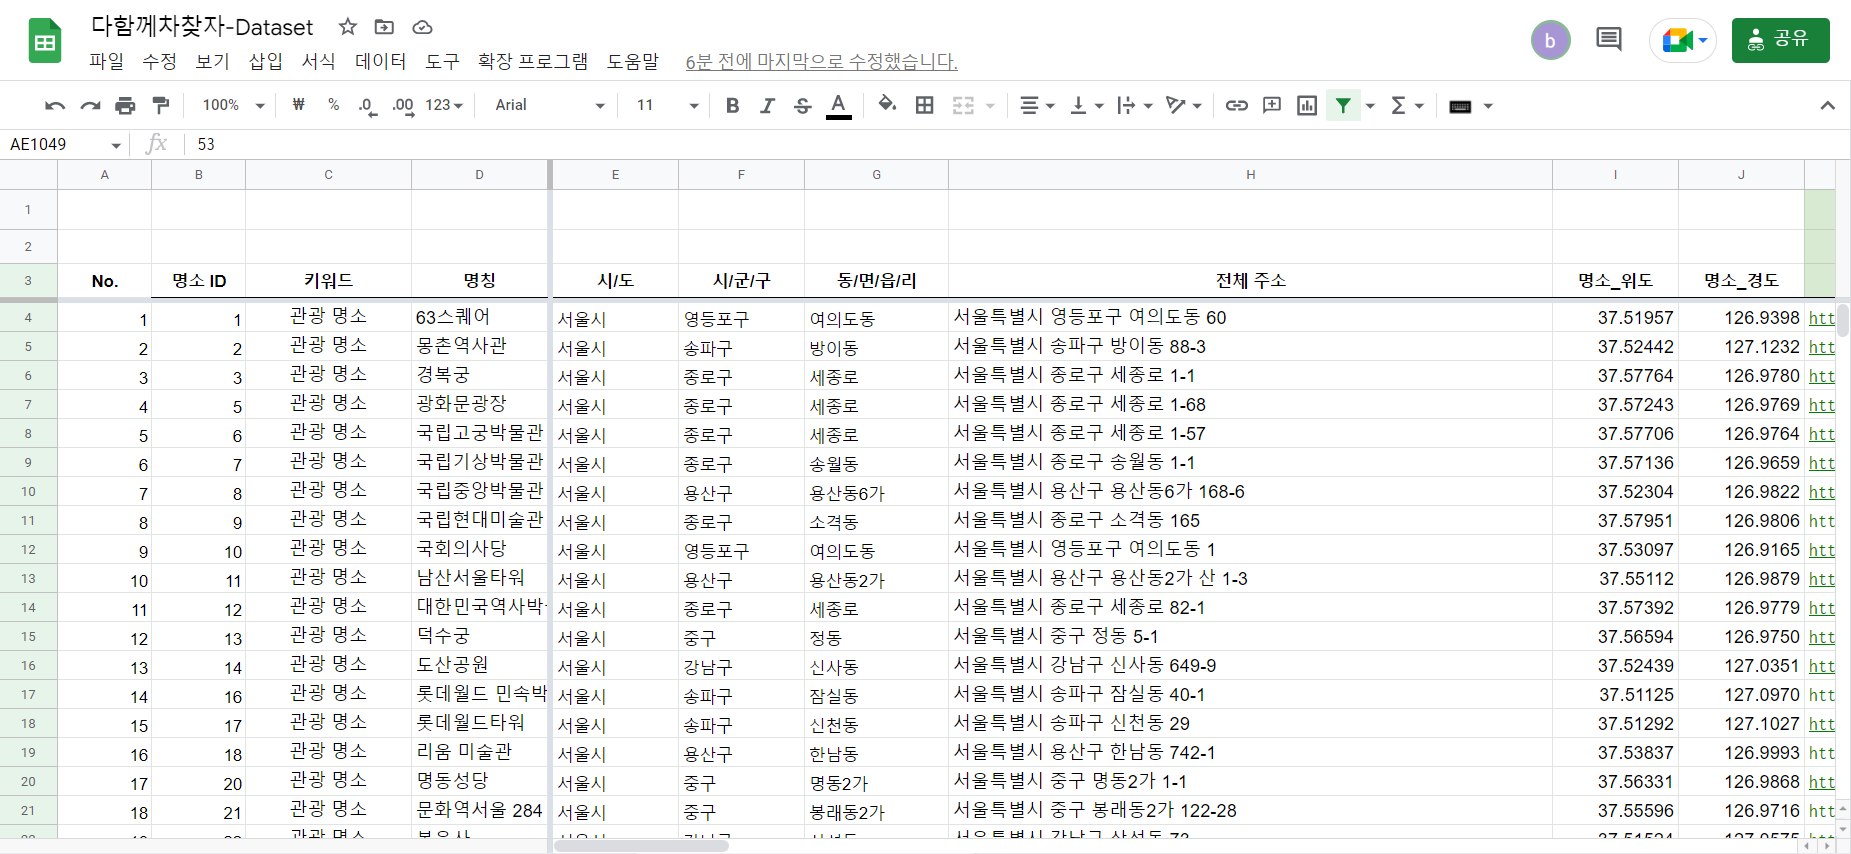 다함께차찾자-Dataset
파일 수정 보기 삽입 서식 데이터 도구 확장 프로그램 도움말 6분 전에 마지막으로 수정했습니다.
b
공유
100% ₩ % .0 .00 123 Arial 11 B I S A
AE1049 fx 53
A B C D E F G H I J
1
2
3 No. 명소 ID 키워드 명칭 시/도 시/군/구 동/면/읍/리 전체 주소 명소_위도 명소_경도
4 1 1 관광 명소 63스퀘어 서울시 영등포구 여의도동 서울특별시 영등포구 여의도동 60 37.51957 126.9398 htt
5 2 2 관광 명소 몽촌역사관 서울시 송파구 방이동 서울특별시 송파구 방이동 88-3 37.52442 127.1232 htt
6 3 3 관광 명소 경복궁 서울시 종로구 세종로 서울특별시 종로구 세종로 1-1 37.57764 126.9780 htt
7 4 5 관광 명소 광화문광장 서울시 종로구 세종로 서울특별시 종로구 세종로 1-68 37.57243 126.9769 htt
8 5 6 관광 명소 국립고궁박물관 서울시 종로구 세종로 서울특별시 종로구 세종로 1-57 37.57706 126.9764 htt
9 6 7 관광 명소 국립기상박물관 서울시 종로구 송월동 서울특별시 종로구 송월동 1-1 37.57136 126.9659 htt
10 7 8 관광 명소 국립중앙박물관 서울시 용산구 용산동6가 서울특별시 용산구 용산동6가 168-6 37.52304 126.9822 htt
11 8 9 관광 명소 국립현대미술관 서울시 종로구 소격동 서울특별시 종로구 소격동 165 37.57951 126.9806 htt
12 9 10 관광 명소 국회의사당 서울시 영등포구 여의도동 서울특별시 영등포구 여의도동 1 37.53097 126.9165 htt
13 10 11 관광 명소 남산서울타워 서울시 용산구 용산동2가 서울특별시 용산구 용산동2가 산 1-3 37.55112 126.9879 htt
14 11 12 관광 명소 대한민국역사박 서울시 종로구 세종로 서울특별시 종로구 세종로 82-1 37.57392 126.9779 htt
15 12 13 관광 명소 덕수궁 서울시 중구 정동 서울특별시 중구 정동 5-1 37.56594 126.9750 htt
16 13 14 관광 명소 도산공원 서울시 강남구 신사동 서울특별시 강남구 신사동 649-9 37.52439 127.0351 htt
17 14 16 관광 명소 롯데월드 민속박 서울시 송파구 잠실동 서울특별시 송파구 잠실동 40-1 37.51125 127.0970 htt
18 15 17 관광 명소 롯데월드타워 서울시 송파구 신천동 서울특별시 송파구 신천동 29 37.51292 127.1027 htt
19 16 18 관광 명소 리움 미술관 서울시 용산구 한남동 서울특별시 용산구 한남동 742-1 37.53837 126.9993 htt
20 17 20 관광 명소 명동성당 서울시 중구 명동2가 서울특별시 중구 명동2가 1-1 37.56331 126.9868 htt
21 18 21 관광 명소 문화역서울 284 서울시 중구 봉래동2가 서울특별시 중구 봉래동2가 122-28 37.55596 126.9716 htt